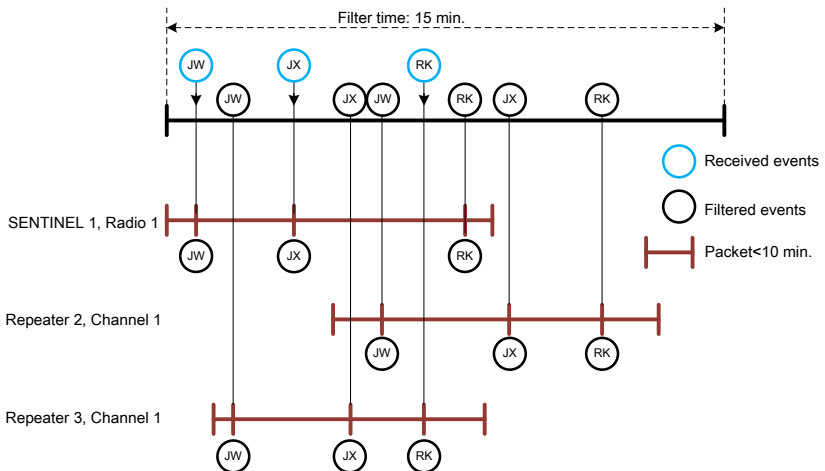 Filter time: 15 min.
JW
JX
RK
JW
JX
JW
RK
JX
RK
Received events
Filtered events
Packet<10 min.
SENTINEL 1, Radio 1
JW
JX
RK
Repeater 2, Channel 1
JW
JX
RK
Repeater 3, Channel 1
JW
JX
RK